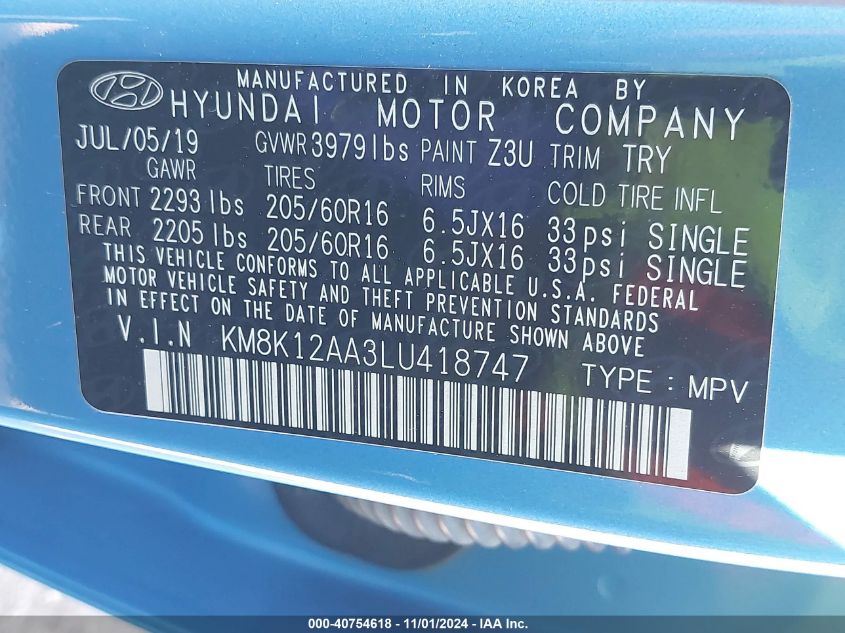 MANUFACTURED IN KOREA BY
HYUNDAI MOTOR COMPANY
JUL/05/19 GVWR 3979 lbs PAINT Z3U TRIM TRY
GAWR TIRES RIMS COLD TIRE INFL
FRONT 2293 lbs 205/60R16 6.5JX16 33psi SINGLE
REAR 2205 lbs 205/60R16 6.5JX16 33psi SINGLE
THIS VEHICLE CONFORMS TO ALL APPLICABLE U.S.A. FEDERAL
MOTOR VEHICLE SAFETY AND THEFT PREVENTION STANDARDS
IN EFFECT ON THE DATE OF MANUFACTURE SHOWN ABOVE
V.I.N KM8K12AA3LU418747 TYPE : MPV
000-40754618 - 11/01/2024 - IAA Inc.